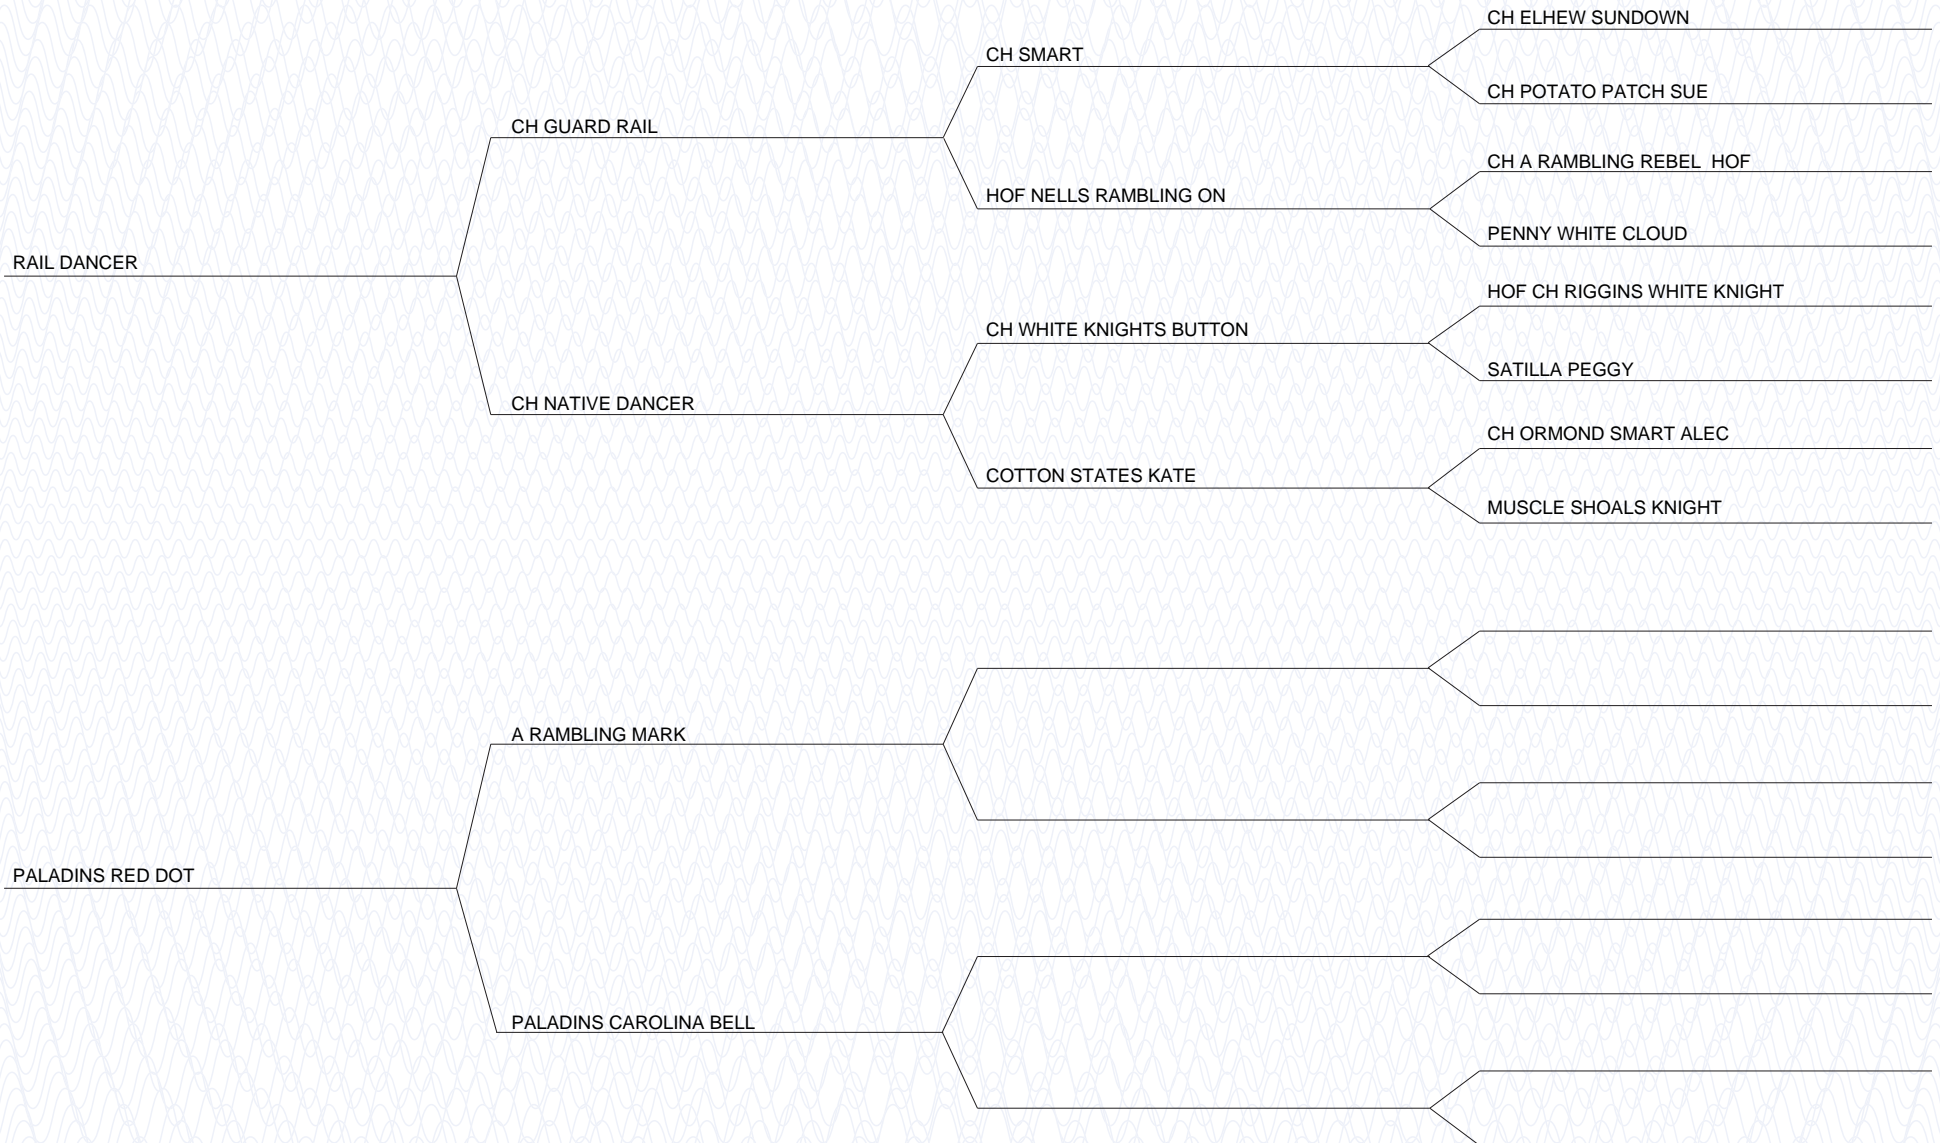 CH ELHEW SUNDOWN
CH SMART
CH POTATO PATCH SUE
CH GUARD RAIL
CH A RAMBLING REBEL  HOF
HOF NELLS RAMBLING ON
PENNY WHITE CLOUD
RAIL DANCER
HOF CH RIGGINS WHITE KNIGHT
CH WHITE KNIGHTS BUTTON
SATILLA PEGGY
CH NATIVE DANCER
CH ORMOND SMART ALEC
COTTON STATES KATE
MUSCLE SHOALS KNIGHT
A RAMBLING MARK
PALADINS RED DOT
PALADINS CAROLINA BELL